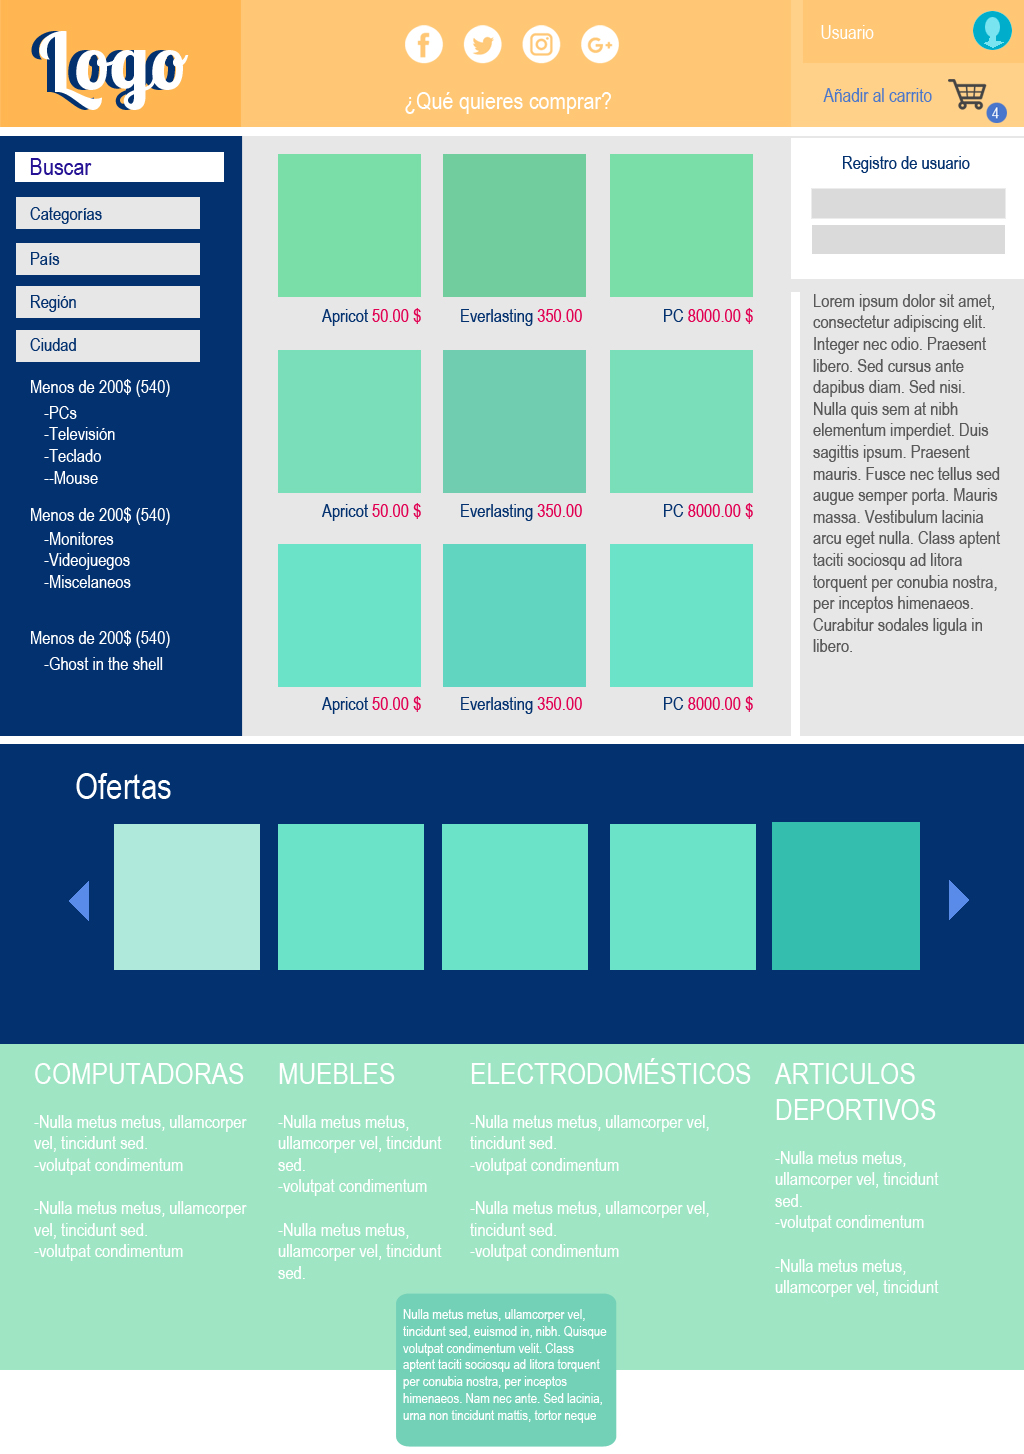 Logo
¿Qué quieres comprar?
Usuario
Añadir al carrito
4
Buscar
Categorías
País
Región
Ciudad
Menos de 200$ (540)
-PCs
-Televisión
-Teclado
--Mouse
Menos de 200$ (540)
-Monitores
-Videojuegos
-Miscelaneos
Menos de 200$ (540)
-Ghost in the shell
Apricot 50.00 $
Everlasting 350.00
PC 8000.00 $
Apricot 50.00 $
Everlasting 350.00
PC 8000.00 $
Apricot 50.00 $
Everlasting 350.00
PC 8000.00 $
Registro de usuario
Lorem ipsum dolor sit amet,
consectetur adipiscing elit.
Integer nec odio. Praesent
libero. Sed cursus ante
dapibus diam. Sed nisi.
Nulla quis sem at nibh
elementum imperdiet. Duis
sagittis ipsum. Praesent
mauris. Fusce nec tellus sed
augue semper porta. Mauris
massa. Vestibulum lacinia
arcu eget nulla. Class aptent
taciti sociosqu ad litora
torquent per conubia nostra,
per inceptos himenaeos.
Curabitur sodales ligula in
libero.
Ofertas
COMPUTADORAS
-Nulla metus metus, ullamcorper
vel, tincidunt sed.
-volutpat condimentum
-Nulla metus metus, ullamcorper
vel, tincidunt sed.
-volutpat condimentum
MUEBLES
-Nulla metus metus,
ullamcorper vel, tincidunt
sed.
-volutpat condimentum
-Nulla metus metus,
ullamcorper vel, tincidunt
sed.
ELECTRODOMÉSTICOS
-Nulla metus metus, ullamcorper vel,
tincidunt sed.
-volutpat condimentum
-Nulla metus metus, ullamcorper vel,
tincidunt sed.
-volutpat condimentum
ARTICULOS
DEPORTIVOS
-Nulla metus metus,
ullamcorper vel, tincidunt
sed.
-volutpat condimentum
-Nulla metus metus,
ullamcorper vel, tincidunt
Nulla metus metus, ullamcorper vel,
tincidunt sed, euismod in, nibh. Quisque
volutpat condimentum velit. Class
aptent taciti sociosqu ad litora torquent
per conubia nostra, per inceptos
himenaeos. Nam nec ante. Sed lacinia,
urna non tincidunt mattis, tortor neque